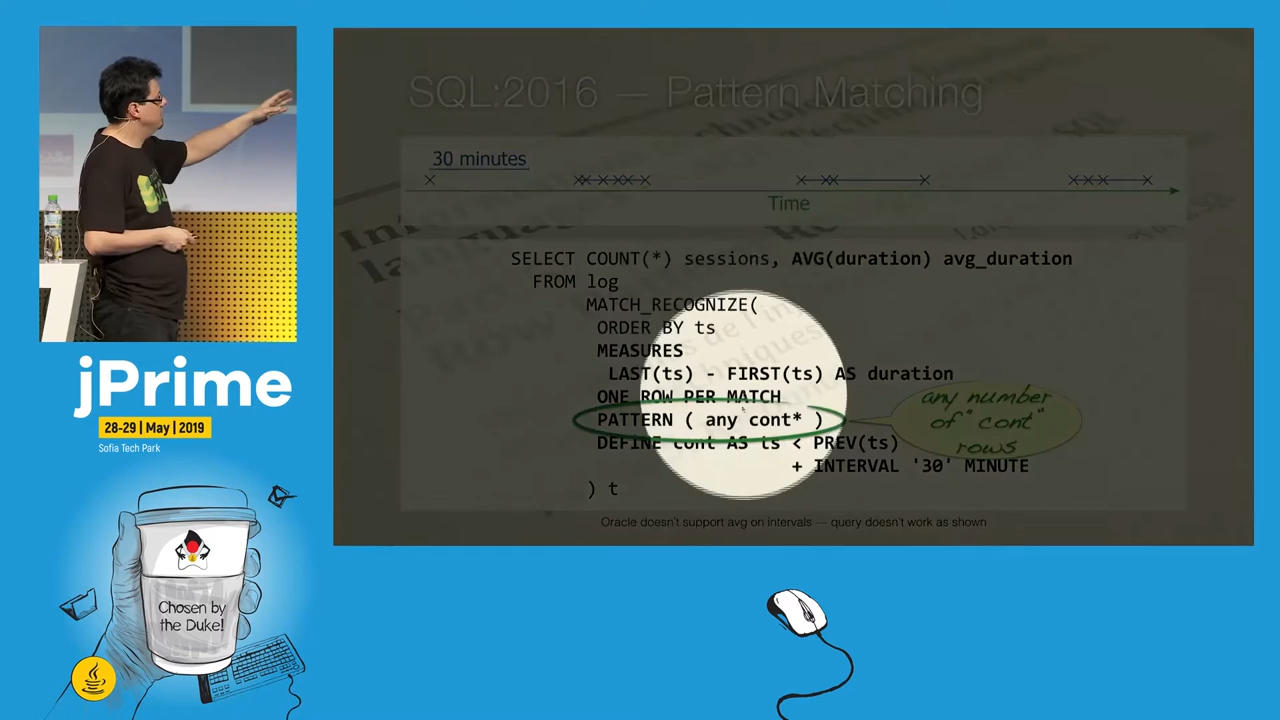 SQL:2016 — Pattern Matching
30 minutes
Time
SELECT COUNT(*) sessions, AVG(duration) avg_duration
FROM log
MATCH_RECOGNIZE(
ORDER BY ts
MEASURES
LAST(ts) - FIRST(ts) AS duration
ONE ROW PER MATCH
PATTERN ( any cont* )
DEFINE cont AS ts < PREV(ts)
+ INTERVAL '30' MINUTE
) t
any number
of "cont"
rows
Oracle doesn't support avg on intervals — query doesn't work as shown
jPrime
28-29 | May | 2019
Sofia Tech Park
Chosen by
the Duke!